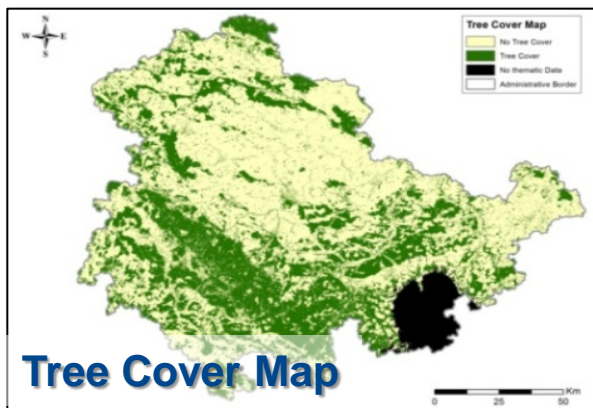 N
W E
S
Tree Cover Map
No Tree Cover
Tree Cover
No thematic Data
Administrative Border
Tree Cover Map
Km
0 25 50